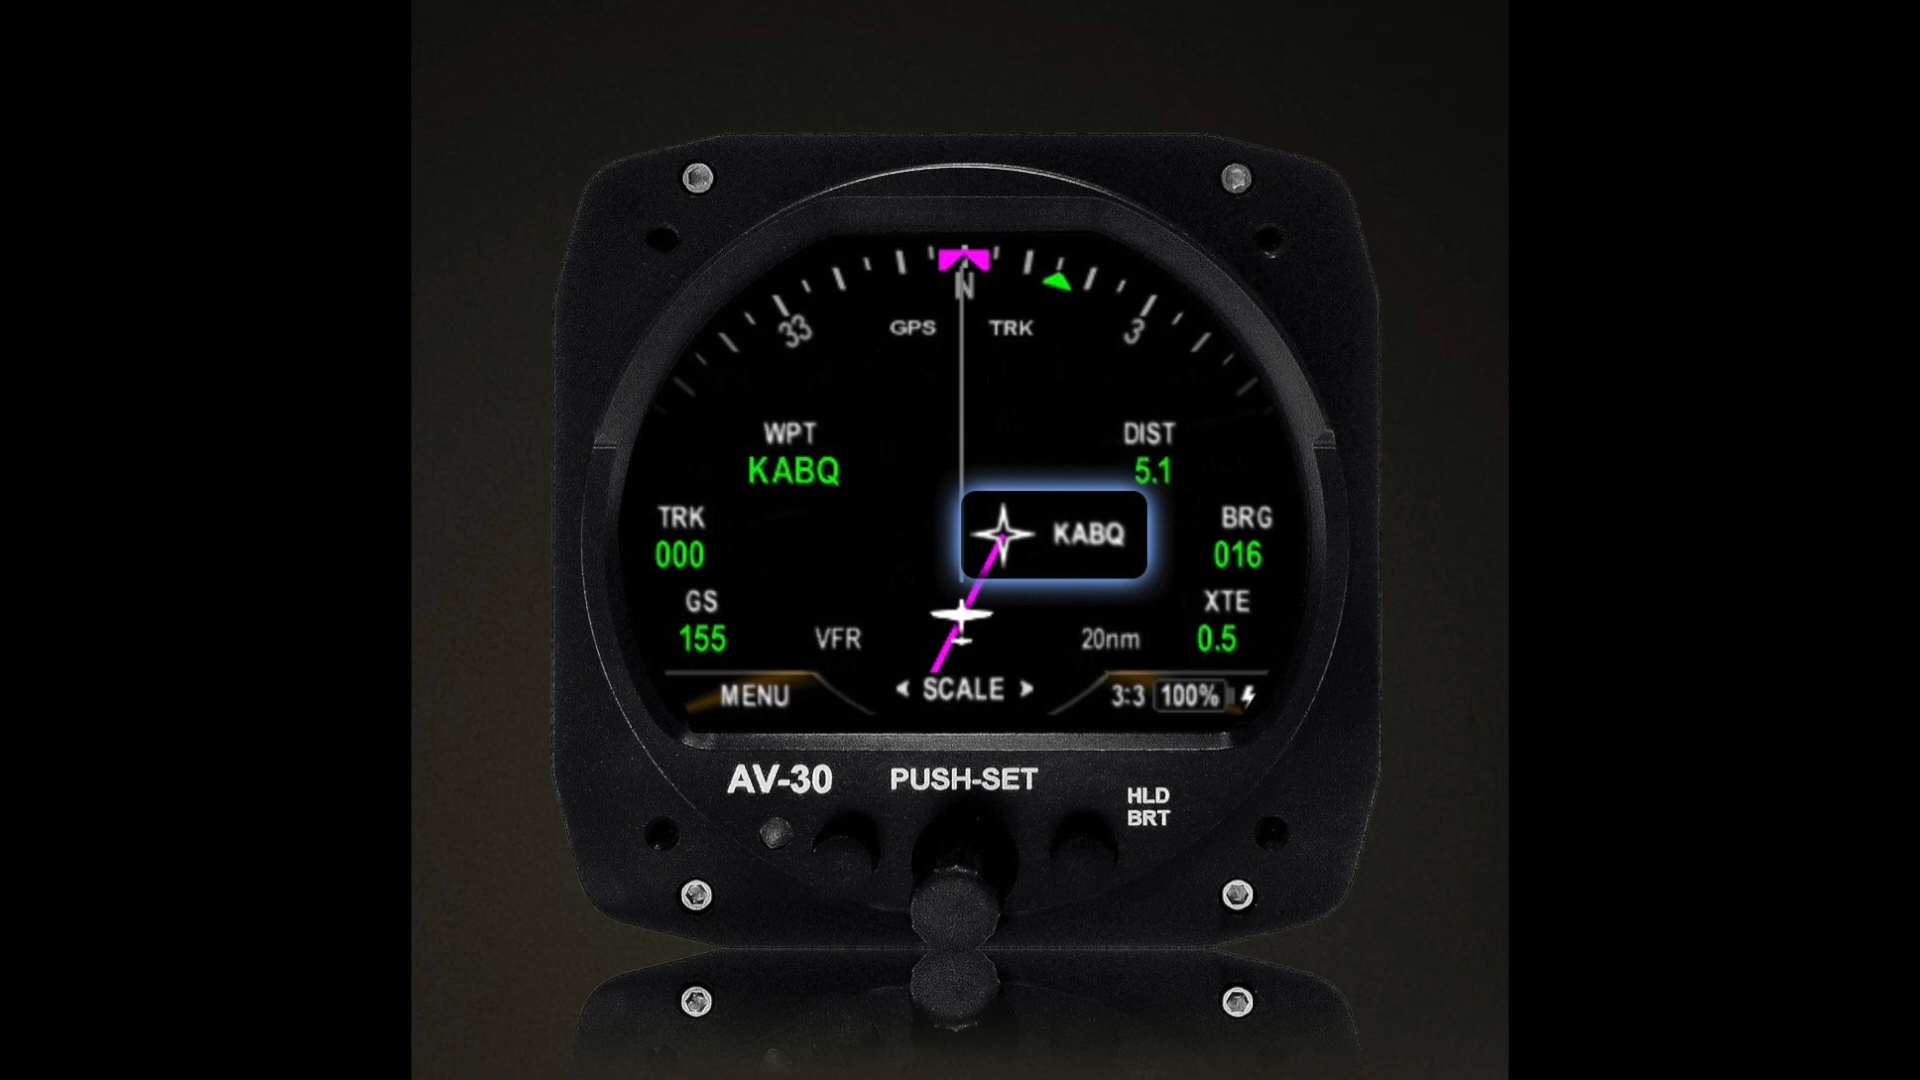 N
33
3
GPS TRK
WPT
KABQ
DIST
5.1
TRK
000
KABQ
BRG
016
GS
155
VFR
20nm
XTE
0.5
MENU
SCALE
3:3 100%
AV-30
PUSH-SET
HLD
BRT